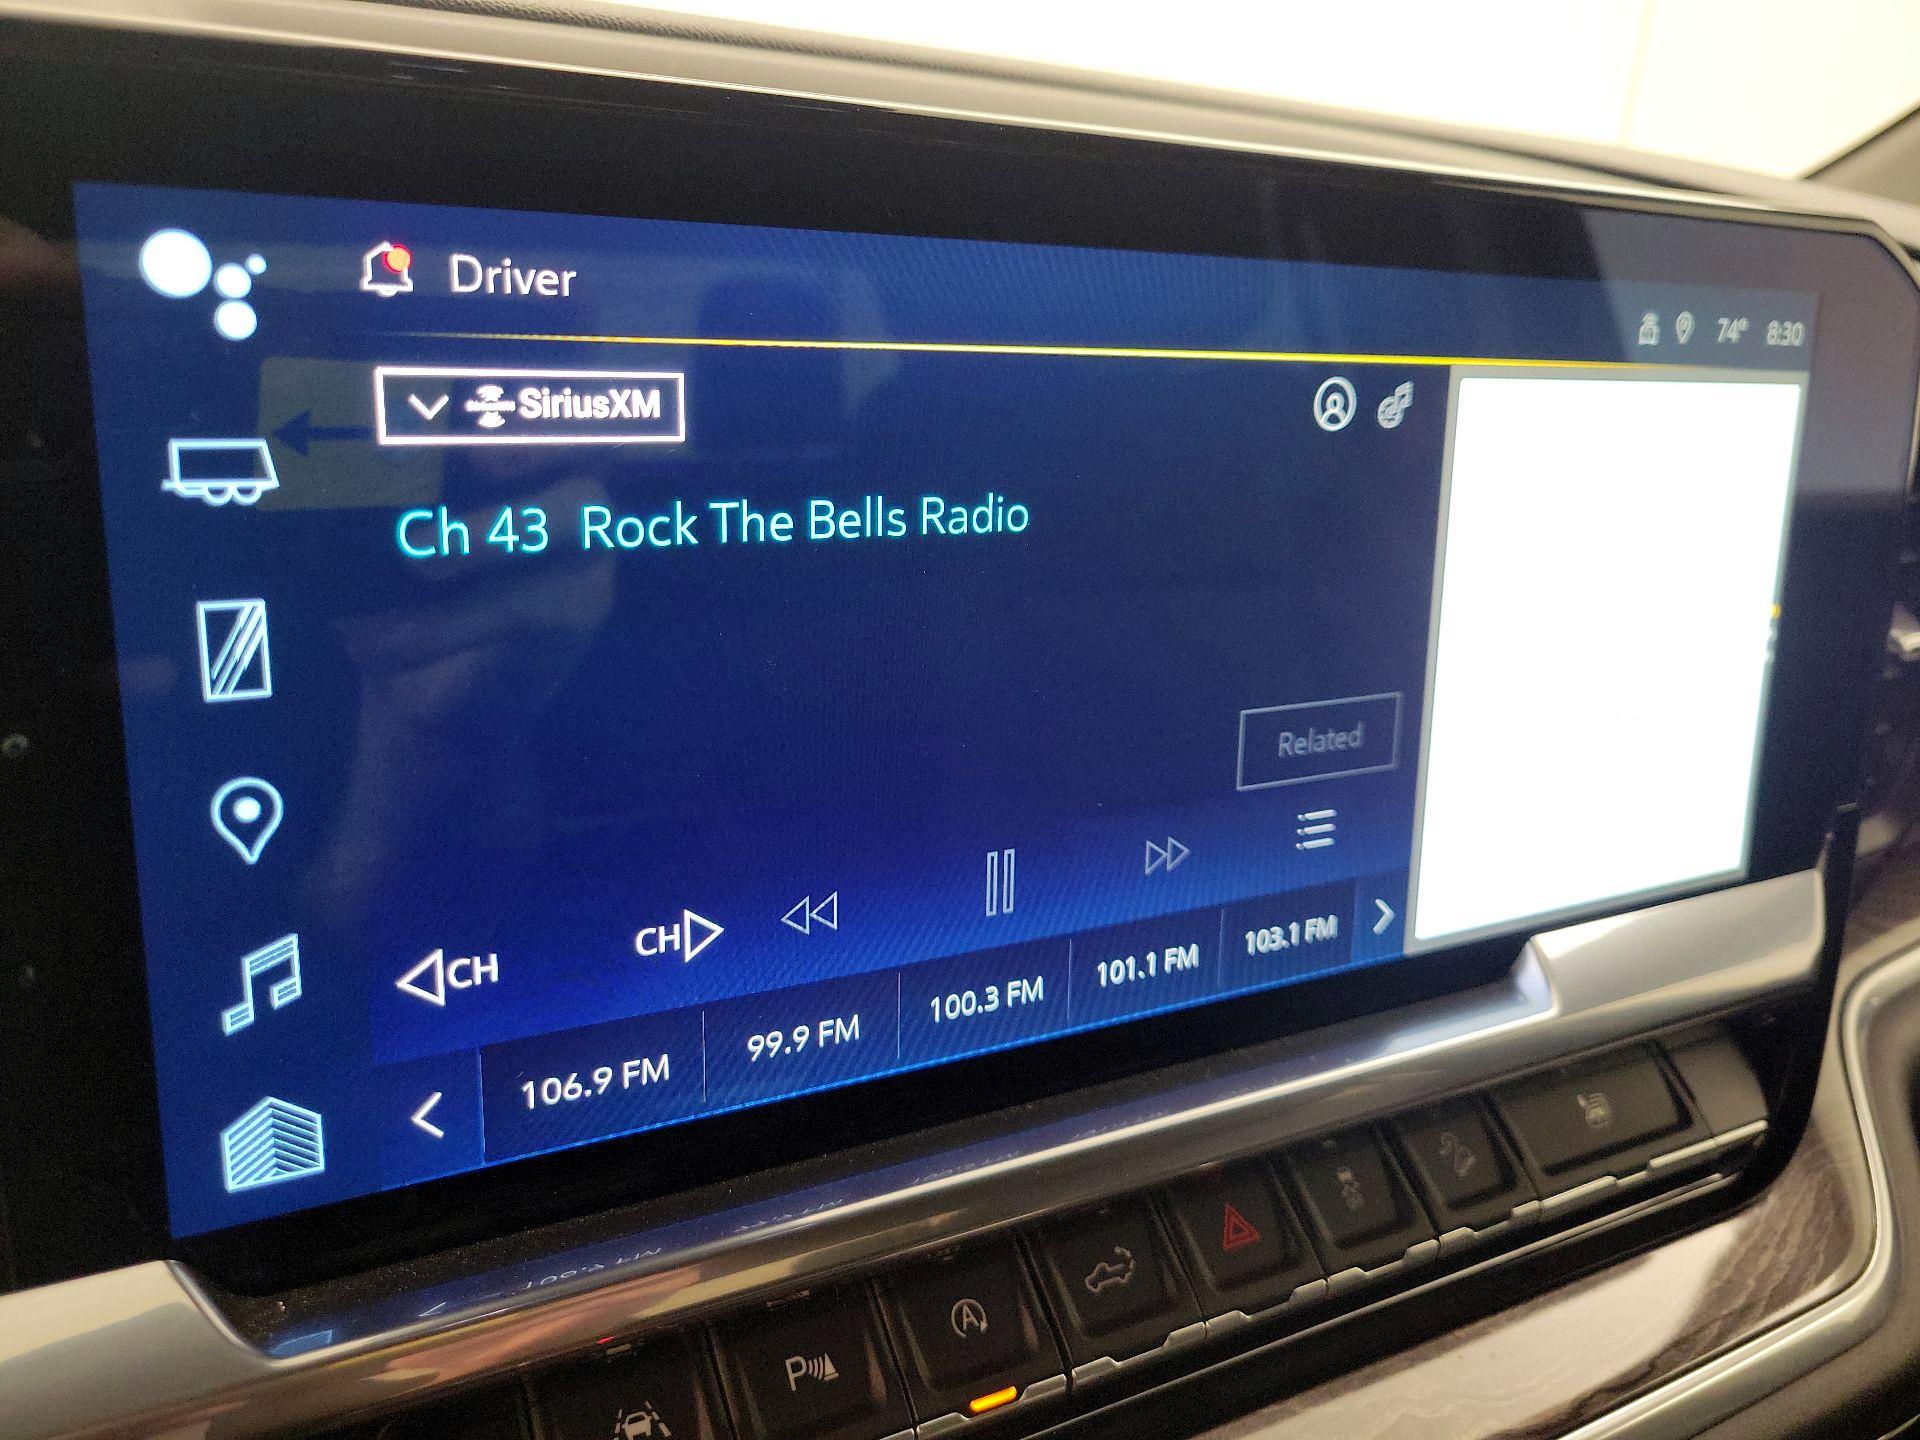 Driver
74° 8:30
SiriusXM
Ch 43 Rock The Bells Radio
Related
CH CH
106.9 FM 99.9 FM 100.3 FM 101.1 FM 103.1 FM
P
A